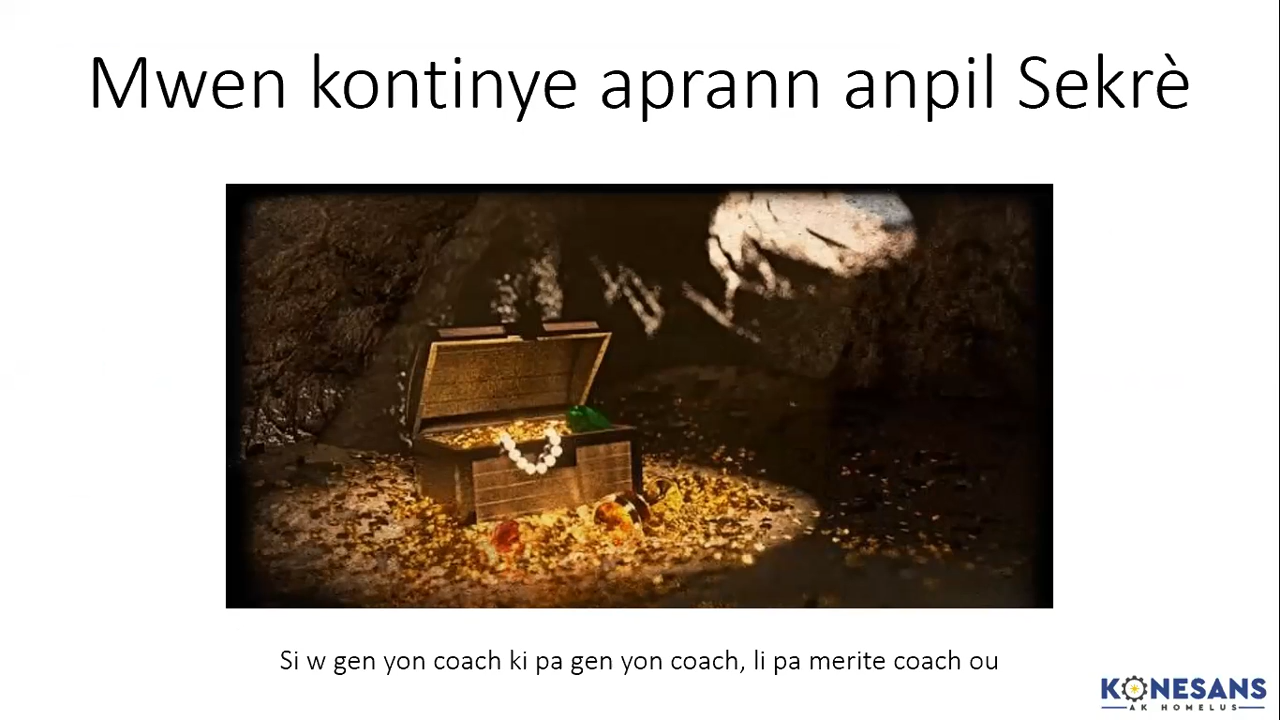 Mwen kontinye aprann anpil Sekrè
Si w gen yon coach ki pa gen yon coach, li pa merite coach ou
KONESANS
AK HOMELUS